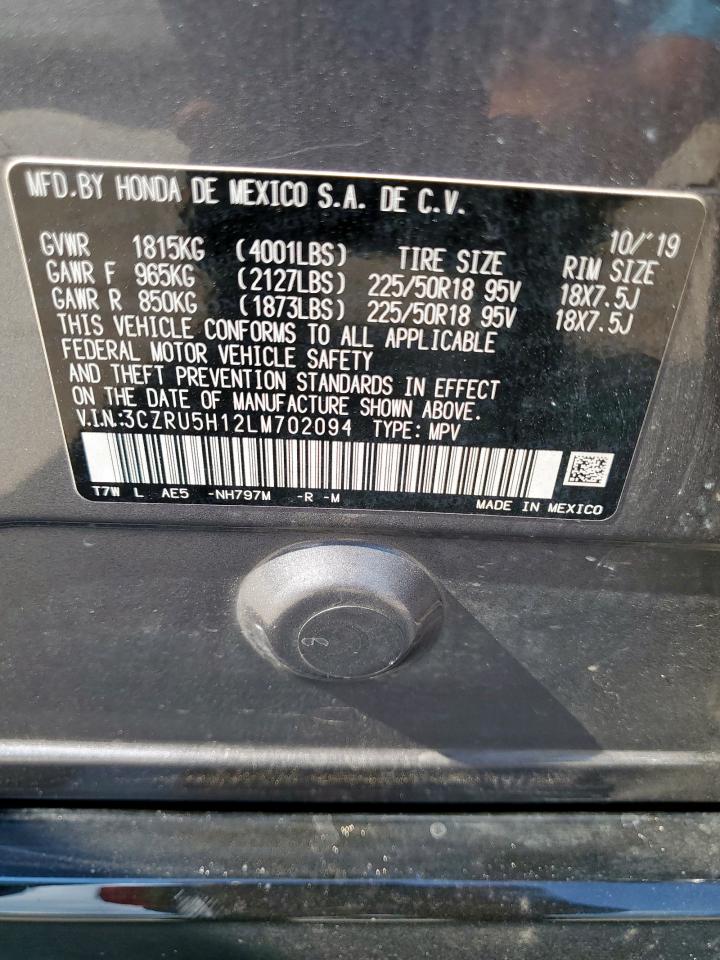 MFD.BY HONDA DE MEXICO S.A. DE C.V.
10/'19
GVWR 1815KG (4001LBS) TIRE SIZE RIM SIZE
GAWR F 965KG (2127LBS) 225/50R18 95V 18X7.5J
GAWR R 850KG (1873LBS) 225/50R18 95V 18X7.5J
THIS VEHICLE CONFORMS TO ALL APPLICABLE
FEDERAL MOTOR VEHICLE SAFETY
AND THEFT PREVENTION STANDARDS IN EFFECT
ON THE DATE OF MANUFACTURE SHOWN ABOVE.
V.I.N:3CZRU5H12LM702094 TYPE: MPV
T7W L AE5 -NH797M -R -M
MADE IN MEXICO